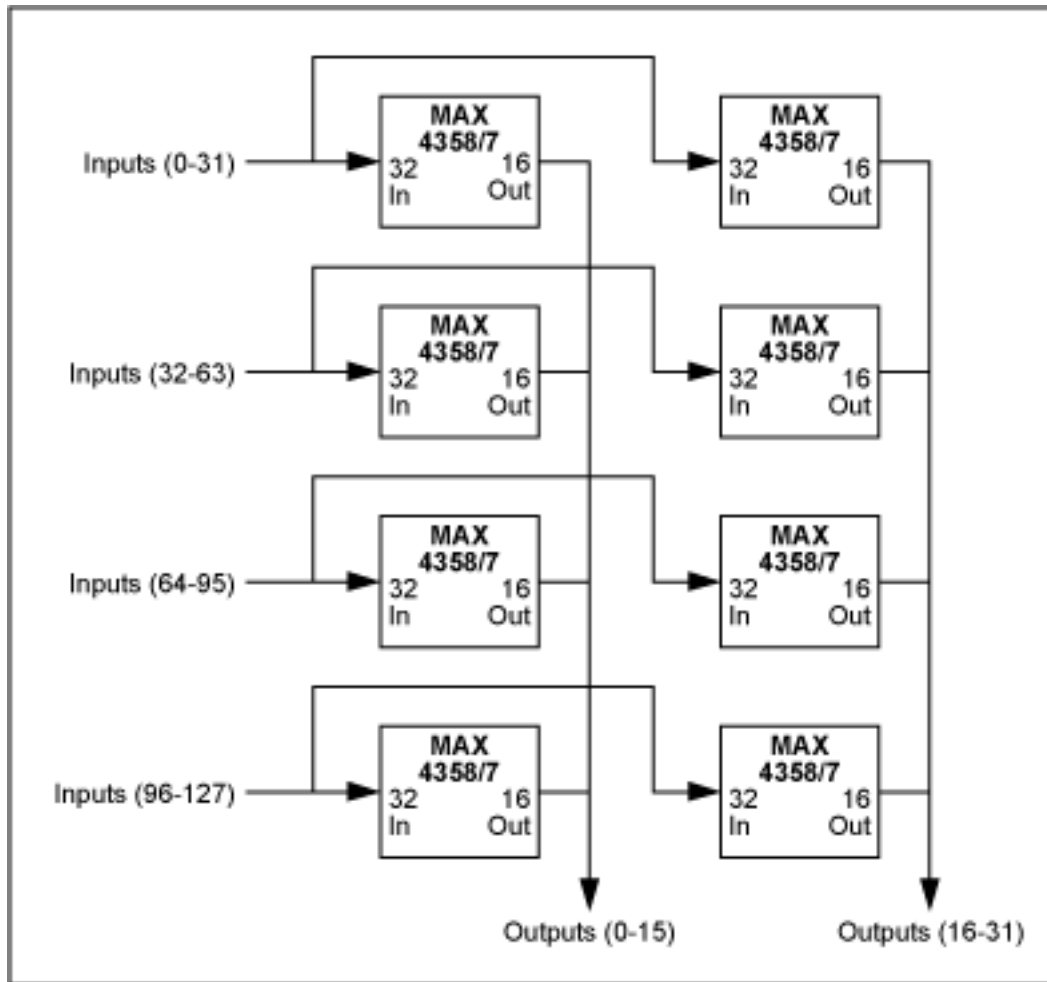 MAX
4358/7
32
In
16
Out
MAX
4358/7
32
In
16
Out
Inputs (0-31)
MAX
4358/7
32
In
16
Out
MAX
4358/7
32
In
16
Out
Inputs (32-63)
MAX
4358/7
32
In
16
Out
MAX
4358/7
32
In
16
Out
Inputs (64-95)
MAX
4358/7
32
In
16
Out
MAX
4358/7
32
In
16
Out
Inputs (96-127)
Outputs (0-15)
Outputs (16-31)